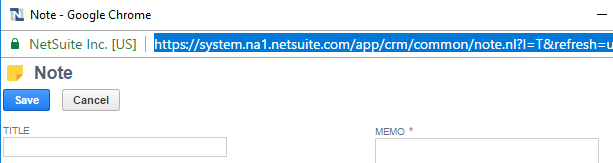 Note - Google Chrome
NetSuite Inc. [US] https://system.na1.netsuite.com/app/crm/common/note.nl?l=T&refresh=u
Note
Save Cancel
TITLE MEMO *